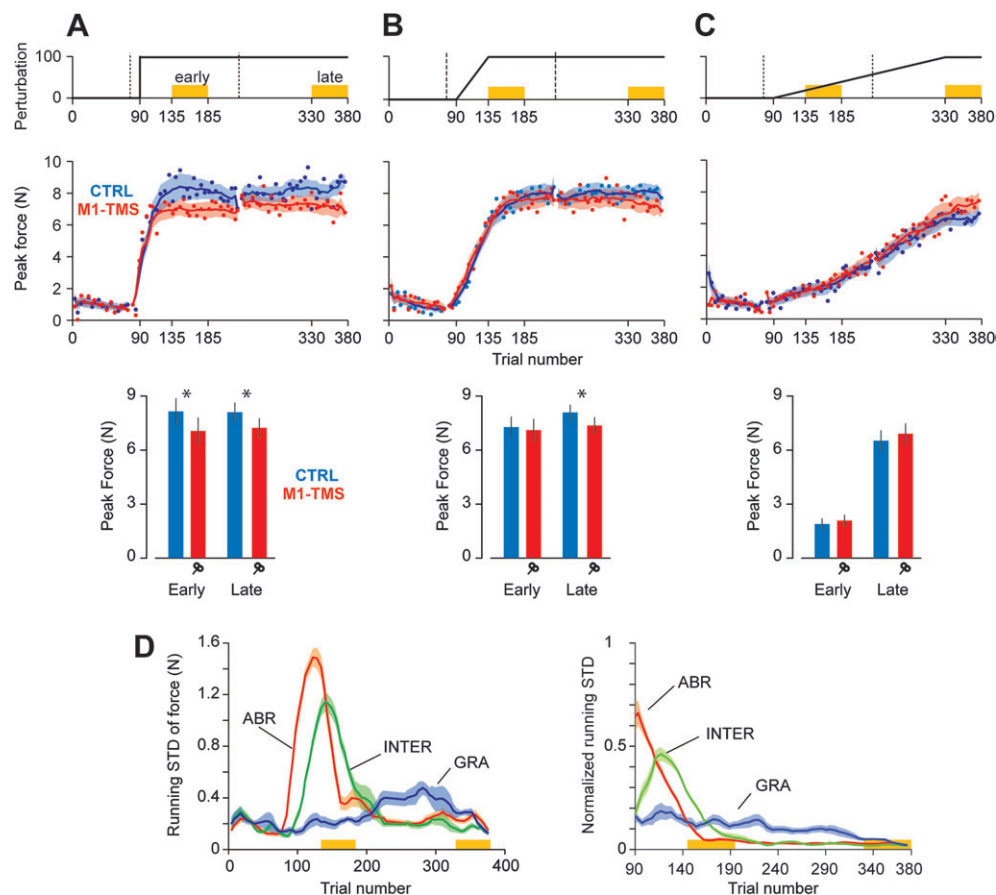 A
B
C
Perturbation
100
0
early
late
0 90 135 185 330 380
0 90 135 185 330 380
0 90 135 185 330 380
Peak force (N)
10
8
6
4
2
0
CTRL
M1-TMS
0 90 135 185 330 380
0 90 135 185 330 380
0 90 135 185 330 380
Trial number
Peak Force (N)
9
6
3
0
* *
Early Late
CTRL
M1-TMS
Peak Force (N)
9
6
3
0
*
Early Late
Peak Force (N)
9
6
3
0
Early Late
D
Running STD of force (N)
1.6
1.2
0.8
0.4
0
ABR
INTER
GRA
0 100 200 300 400
Trial number
Normalized running STD
1
0.5
0
ABR
INTER
GRA
90 140 190 240 290 340 380
Trial number